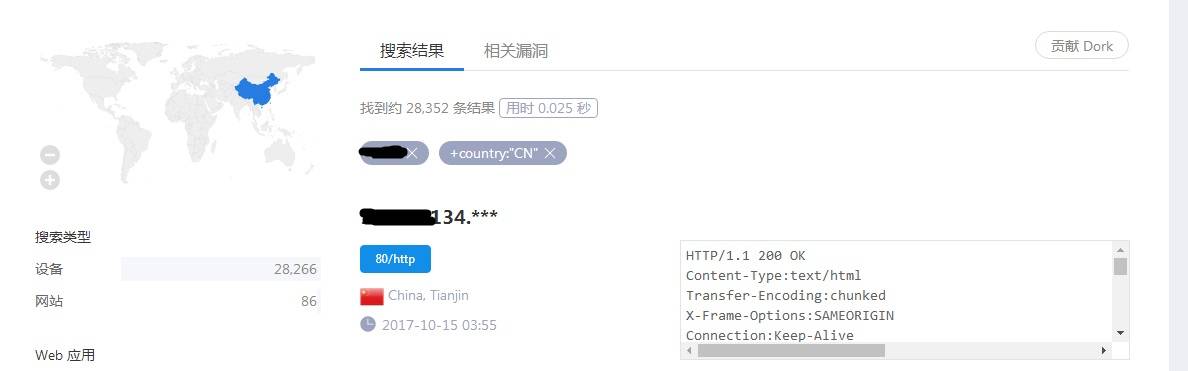 搜索结果 相关漏洞 贡献 Dork
找到约 28,352 条结果 用时 0.025 秒
+country:"CN"
134.***
80/http
China, Tianjin
2017-10-15 03:55
HTTP/1.1 200 OK
Content-Type:text/html
Transfer-Encoding:chunked
X-Frame-Options:SAMEORIGIN
Connection:Keep-Alive
搜索类型
设备 28,266
网站 86
Web 应用